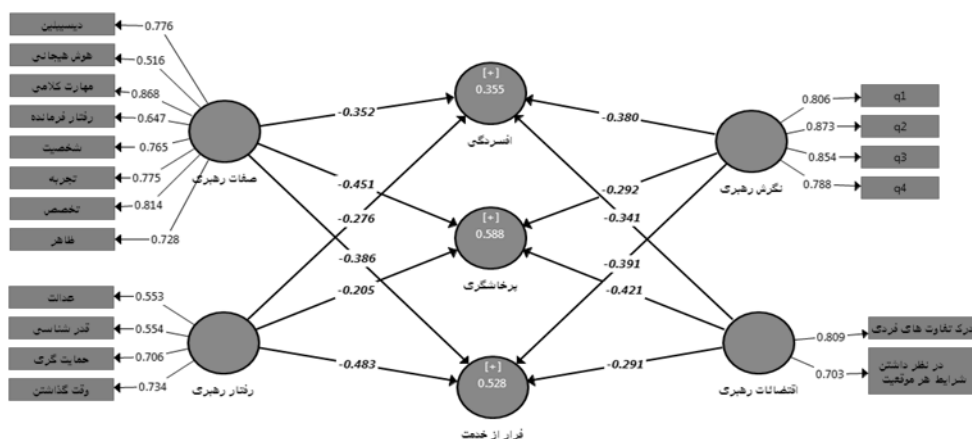 دیسیپلین
0.776
هوش هیجانی
0.516
مهارت کلامی
0.868
رفتار فرمانده
0.647
شخصیت
0.765
تجربه
0.775
تخصص
0.814
ظاهر
0.728
صفات رهبری
عدالت
0.553
قدر شناسی
0.554
حمایت گری
0.706
وقت گذاشتن
0.734
رفتار رهبری
-0.352
-0.451
-0.276
-0.386
-0.205
-0.483
[+]
0.355
افسردگی
[+]
0.588
پرخاشگری
[+]
0.528
فرار از خدمت
-0.380
-0.292
-0.341
-0.391
-0.421
-0.291
نگرش رهبری
0.806
q1
0.873
q2
0.854
q3
0.788
q4
اقتضائات رهبری
0.809
درک تفاوت های فردی
0.703
در نظر داشتن
شرایط هر موقعیت